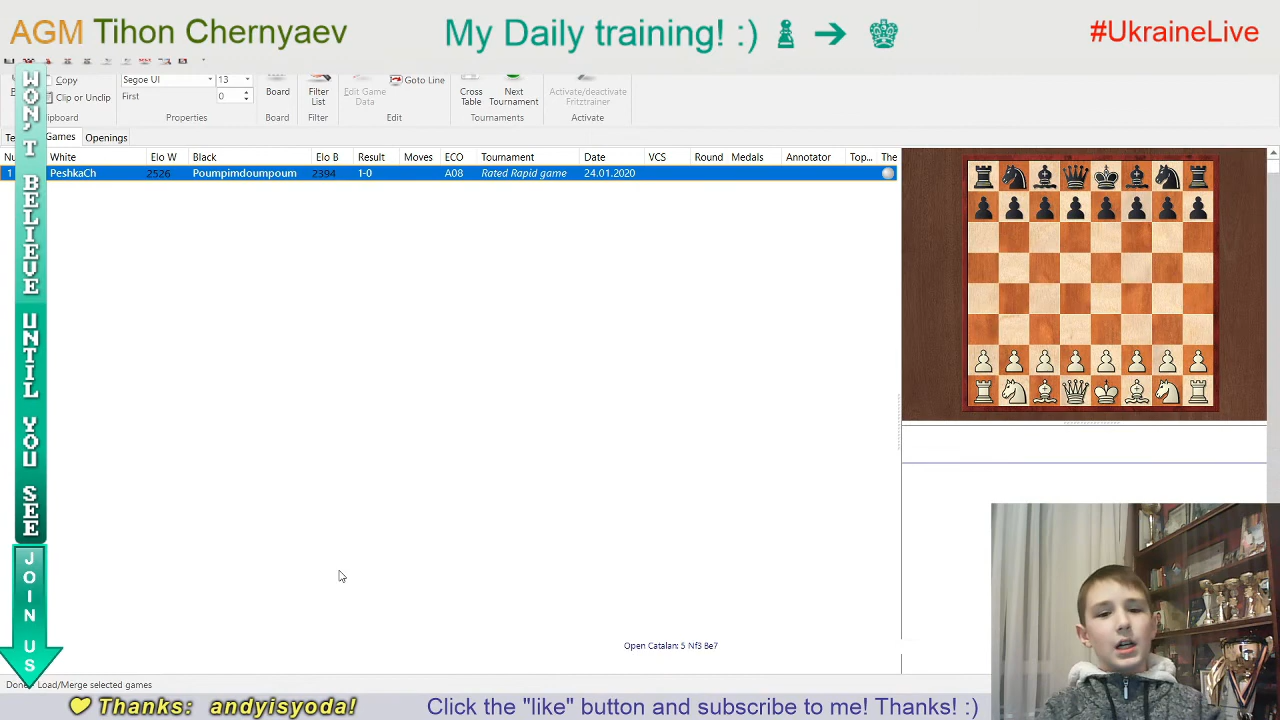 AGM Tihon Chernyaev
My Daily training! :)
#UkraineLive
Copy
Clip or Unclip
Segoe UI
13
First
0
Properties
Board
Board
Filter List
Filter
Edit Game Data
Goto Line
Edit
Cross Table
Next Tournament
Tournaments
Activate/deactivate Fritztrainer
Activate
Games
Openings
White Elo W Black Elo B Result Moves ECO Tournament Date VCS Round Medals Annotator Top... The
1 PeshkaCh 2526 Poumpimdoumpoum 2394 1-0 A08 Rated Rapid game 24.01.2020
WON'T BELIEVE UNTIL YOU SEE
JOIN US
Open Catalan: 5 Nf3 Be7
Load/Merge selected games
Thanks: andyisyoda!
Click the "like" button and subscribe to me! Thanks! :)